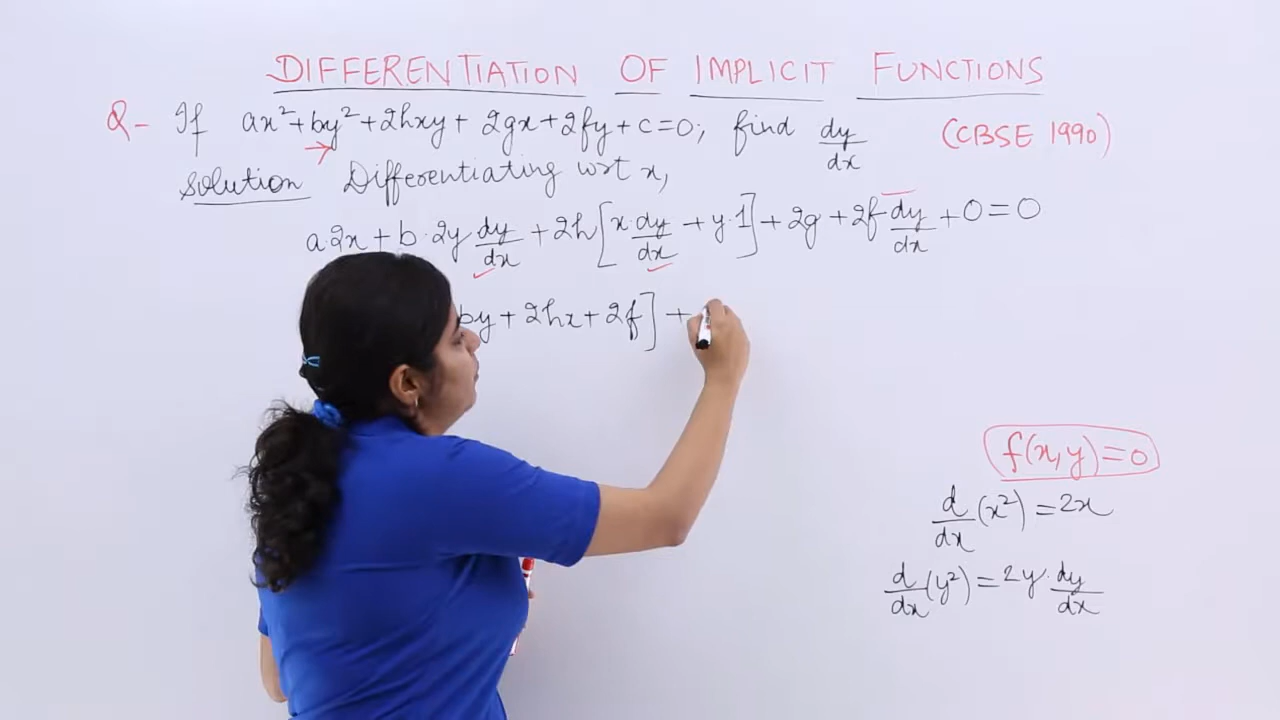 DIFFERENTIATION OF IMPLICIT FUNCTIONS
Q- If ax²+by²+2hxy+2gx+2fy+c=0; find dy/dx (CBSE 1990)
Solution Differentiating wrt x,
a·2x+b·2y dy/dx+2h[x·dy/dx+y·1]+2g+2f dy/dx+0=0
by+2hx+2f]+
f(x,y)=0
d/dx(x²)=2x
d/dx(y²)=2y·dy/dx